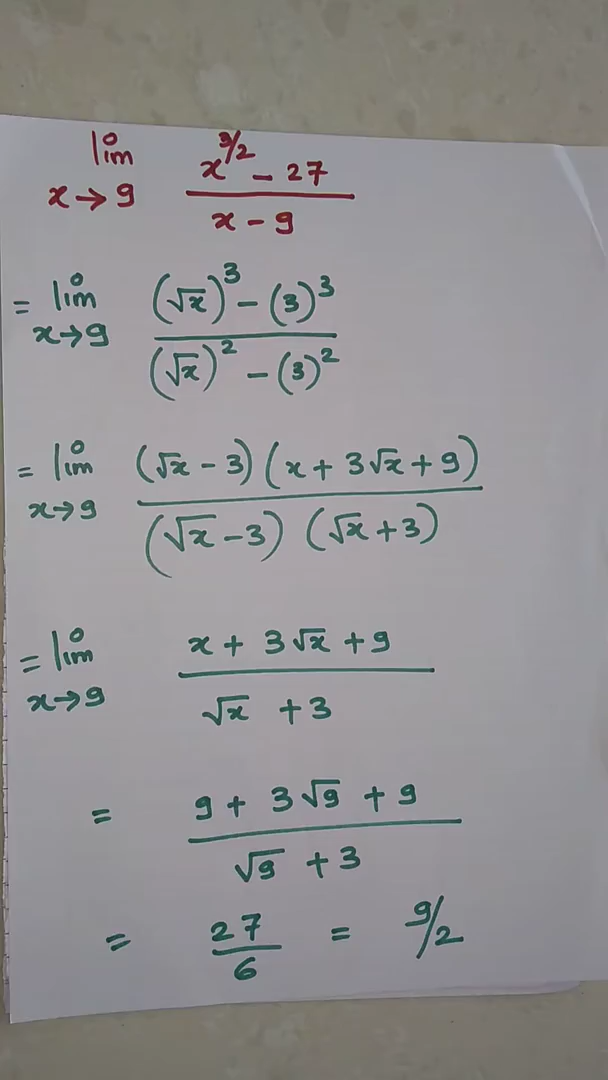 lim x→9 (x^3/2 − 27)/(x − 9)
= lim x→9 ((√x)^3 − (3)^3)/((√x)^2 − (3)^2)
= lim x→9 ((√x − 3)(x + 3√x + 9))/((√x − 3)(√x + 3))
= lim x→9 (x + 3√x + 9)/(√x + 3)
= (9 + 3√9 + 9)/(√9 + 3)
= 27/6 = 9/2